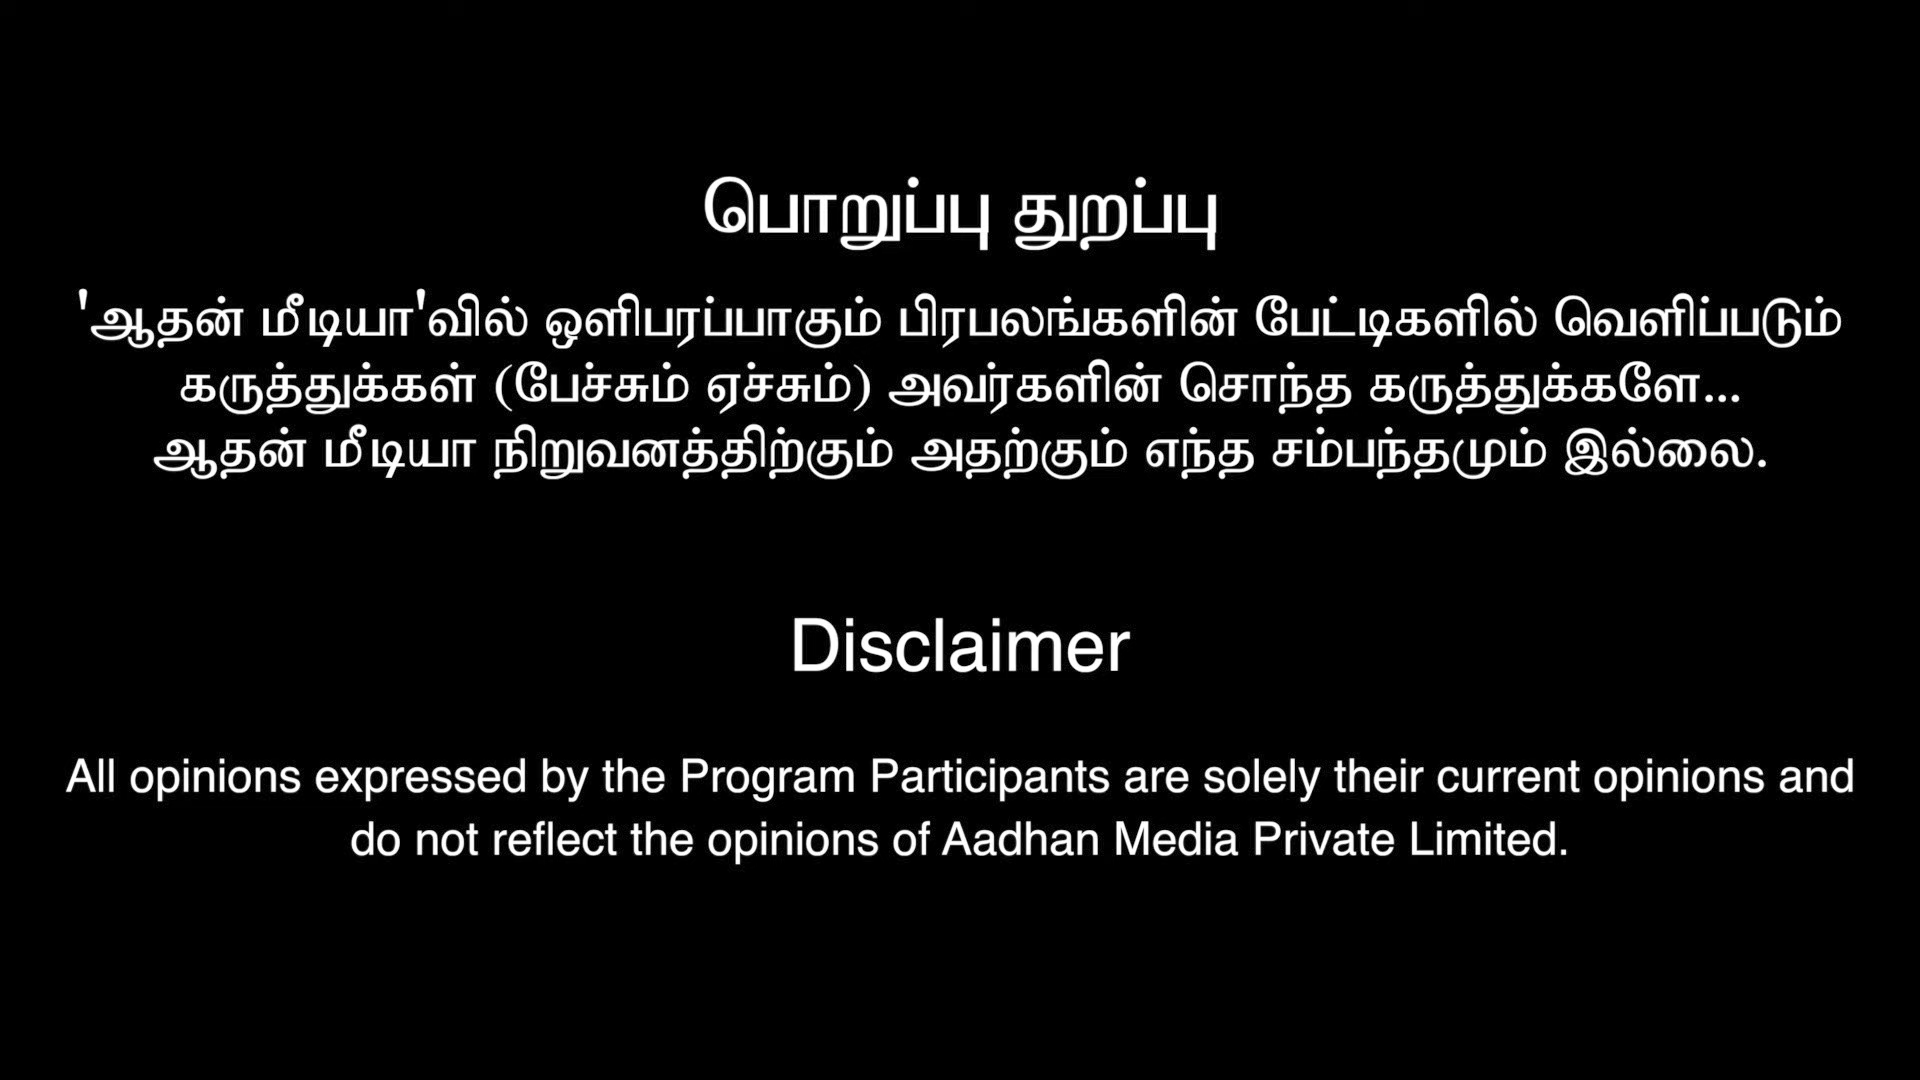 பொறுப்பு துறப்பு
'ஆதன் மீடியா'வில் ஒளிபரப்பாகும் பிரபலங்களின் பேட்டிகளில் வெளிப்படும்
கருத்துக்கள் (பேச்சும் ஏச்சும்) அவர்களின் சொந்த கருத்துக்களே...
ஆதன் மீடியா நிறுவனத்திற்கும் அதற்கும் எந்த சம்பந்தமும் இல்லை.
Disclaimer
All opinions expressed by the Program Participants are solely their current opinions and
do not reflect the opinions of Aadhan Media Private Limited.